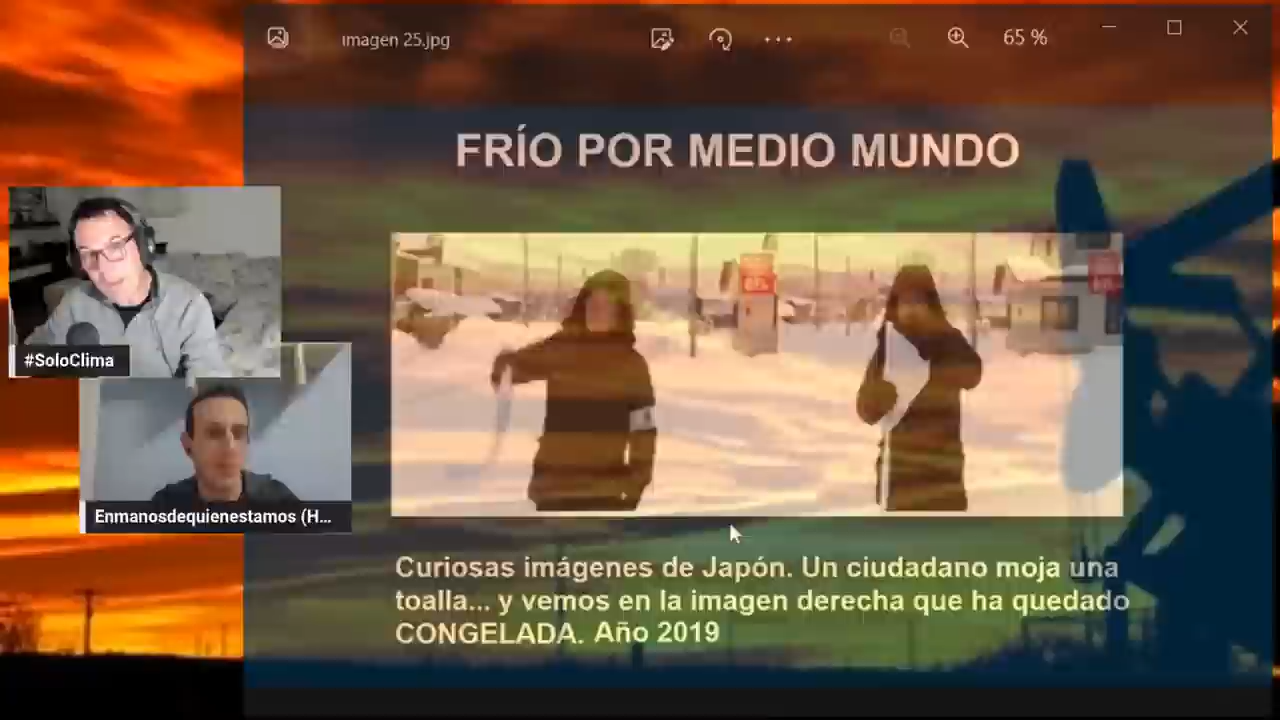 imagen 25.jpg
65 %
FRÍO POR MEDIO MUNDO
#SoloClima
Enmanosdequienestamos (H...
Curiosas imágenes de Japón. Un ciudadano moja una
toalla... y vemos en la imagen derecha que ha quedado
CONGELADA. Año 2019